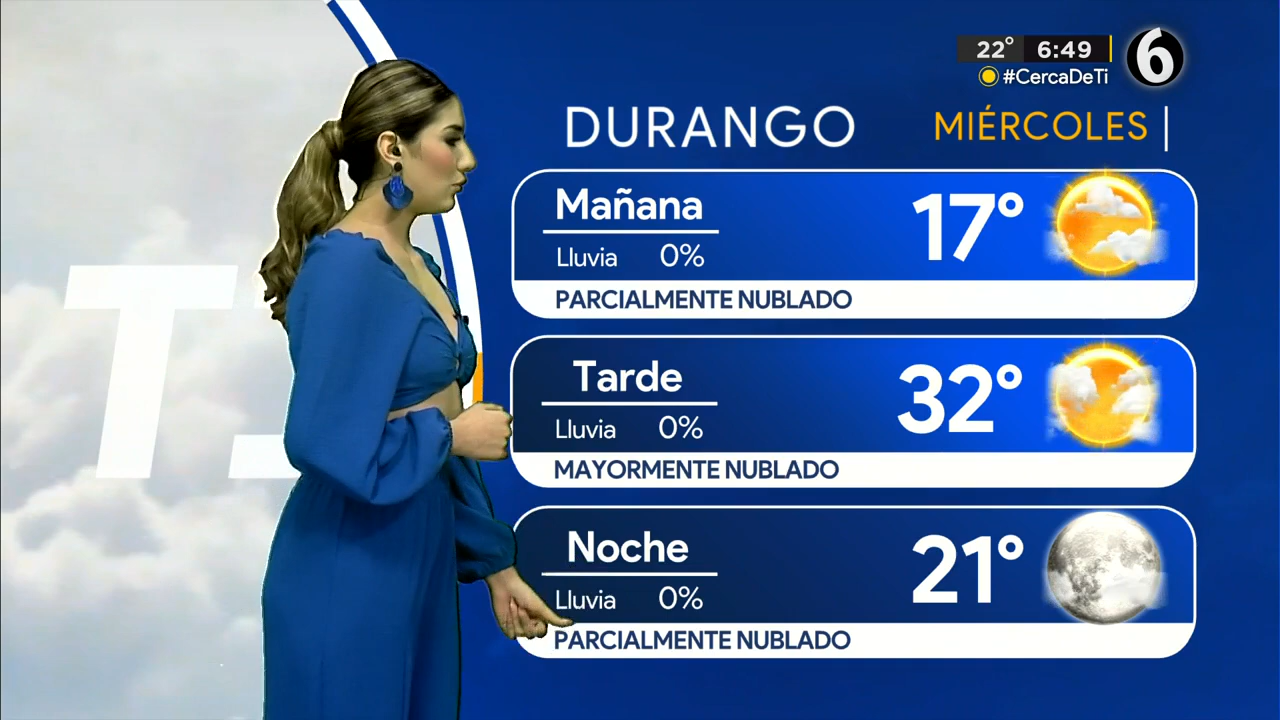 22° 6:49
#CercaDeTi
6
DURANGO MIÉRCOLES
Mañana 17°
Lluvia 0%
PARCIALMENTE NUBLADO
Tarde 32°
Lluvia 0%
MAYORMENTE NUBLADO
Noche 21°
Lluvia 0%
PARCIALMENTE NUBLADO